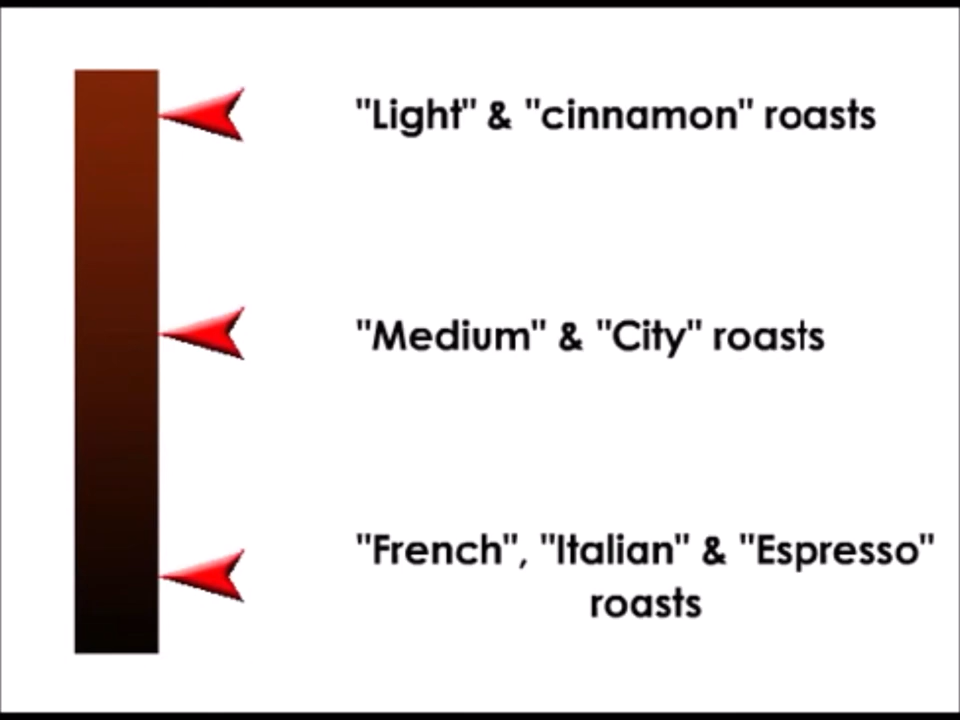 "Light" & "cinnamon" roasts
"Medium" & "City" roasts
"French", "Italian" & "Espresso"
roasts